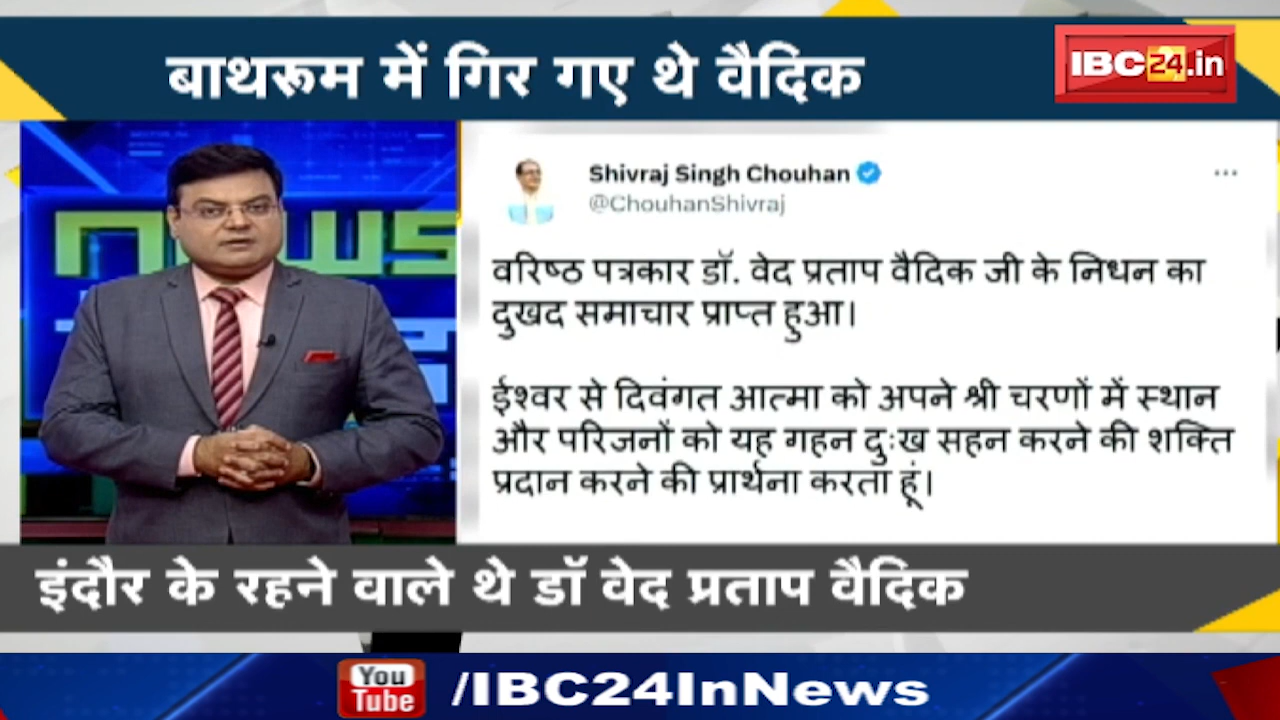 बाथरूम में गिर गए थे वैदिक
IBC24.in
news
Shivraj Singh Chouhan
@ChouhanShivraj
वरिष्ठ पत्रकार डॉ. वेद प्रताप वैदिक जी के निधन का
दुखद समाचार प्राप्त हुआ।
ईश्वर से दिवंगत आत्मा को अपने श्री चरणों में स्थान
और परिजनों को यह गहन दुःख सहन करने की शक्ति
प्रदान करने की प्रार्थना करता हूं।
इंदौर के रहने वाले थे डॉ वेद प्रताप वैदिक
You
Tube
/IBC24InNews